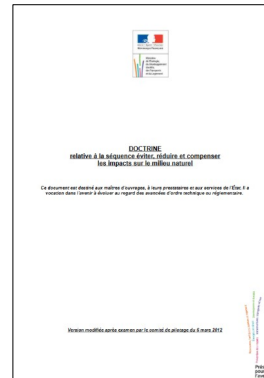 DOCTRINE
relative à la séquence éviter, réduire et compenser
les impacts sur le milieu naturel
Ce document est destiné aux maîtres d'ouvrages, à leurs prestataires et aux services de l'État. Il a
vocation dans l'avenir à évoluer au regard des avancées d'ordre technique ou réglementaire.
Version modifiée après examen par le comité de pilotage du 6 mars 2012